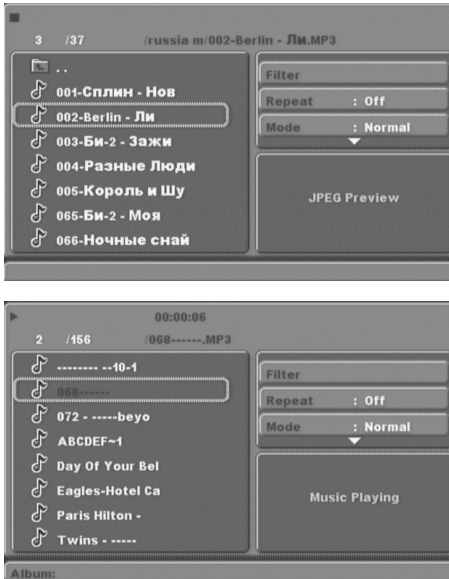 3 /37 /russia m/002-Berlin - Ли.MP3
..
001-Сплин - Нов
002-Berlin - Ли
003-Би-2 - Зажи
004-Разные Люди
005-Король и Шу
065-Би-2 - Моя
066-Ночные снай
Filter
Repeat : Off
Mode : Normal
JPEG Preview
00:00:06
2 /156 /068------.MP3
-------- --10-1
068------
072 - -----beyo
ABCDEF~1
Day Of Your Bel
Eagles-Hotel Ca
Paris Hilton -
Twins - -----
Filter
Repeat : Off
Mode : Normal
Music Playing
Album: